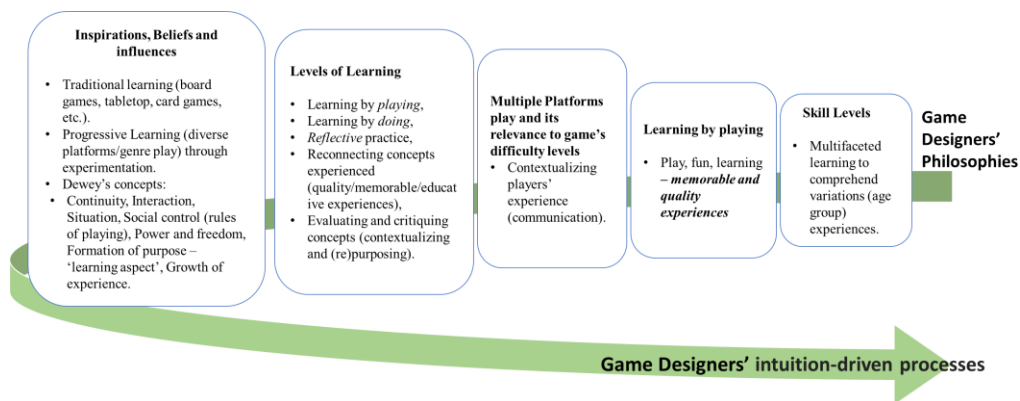 Inspirations, Beliefs and
influences
• Traditional learning (board
games, tabletop, card games,
etc.).
• Progressive Learning (diverse
platforms/genre play) through
experimentation.
• Dewey's concepts:
• Continuity, Interaction,
Situation, Social control (rules
of playing), Power and freedom,
Formation of purpose –
'learning aspect', Growth of
experience.
Levels of Learning
• Learning by playing,
• Learning by doing,
• Reflective practice,
• Reconnecting concepts
experienced
(quality/memorable/educat
ive experiences),
• Evaluating and critiquing
concepts (contextualizing
and (re)purposing).
Multiple Platforms
play and its
relevance to game's
difficulty levels
• Contextualizing
players'
experience
(communication).
Learning by playing
• Play, fun, learning
– memorable and
quality
experiences
Skill Levels
• Multifaceted
learning to
comprehend
variations (age
group)
experiences.
Game
Designers'
Philosophies
Game Designers' intuition-driven processes